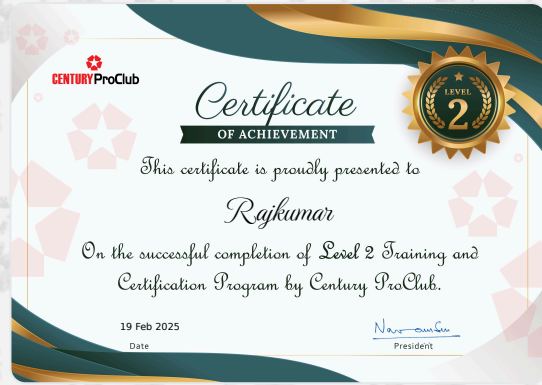 CENTURY ProClub
Certificate
OF ACHIEVEMENT
LEVEL
2
This certificate is proudly presented to
Rajkumar
On the successful completion of Level 2 Training and
Certification Program by Century ProClub.
19 Feb 2025
Date
President